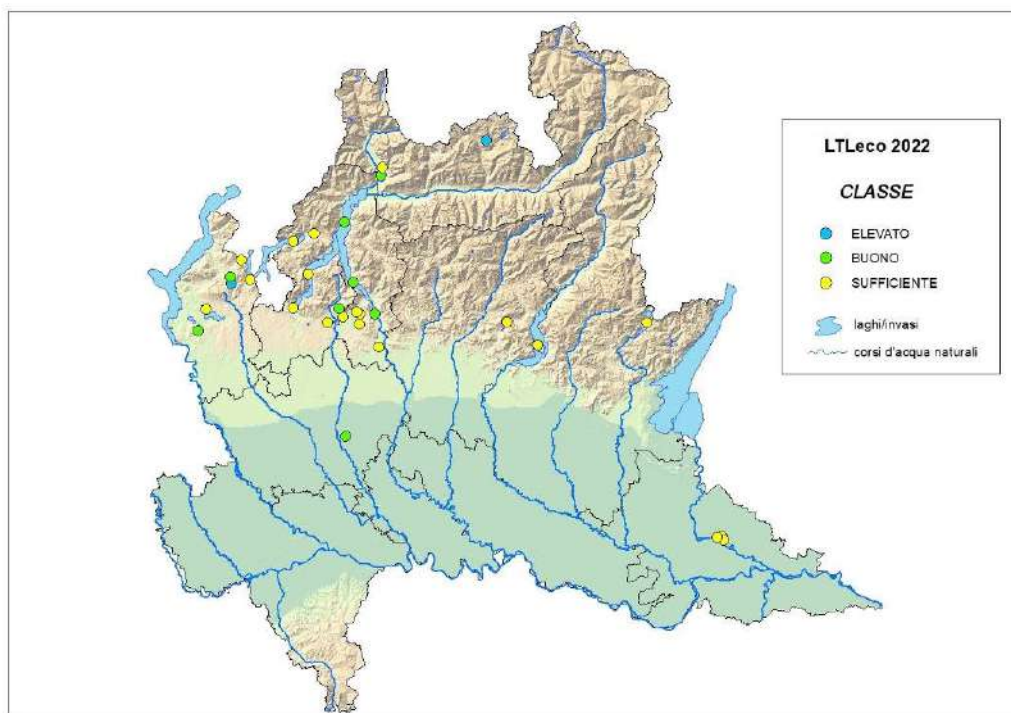 LTLeco 2022
CLASSE
ELEVATO
BUONO
SUFFICIENTE
laghi/invasi
corsi d'acqua naturali